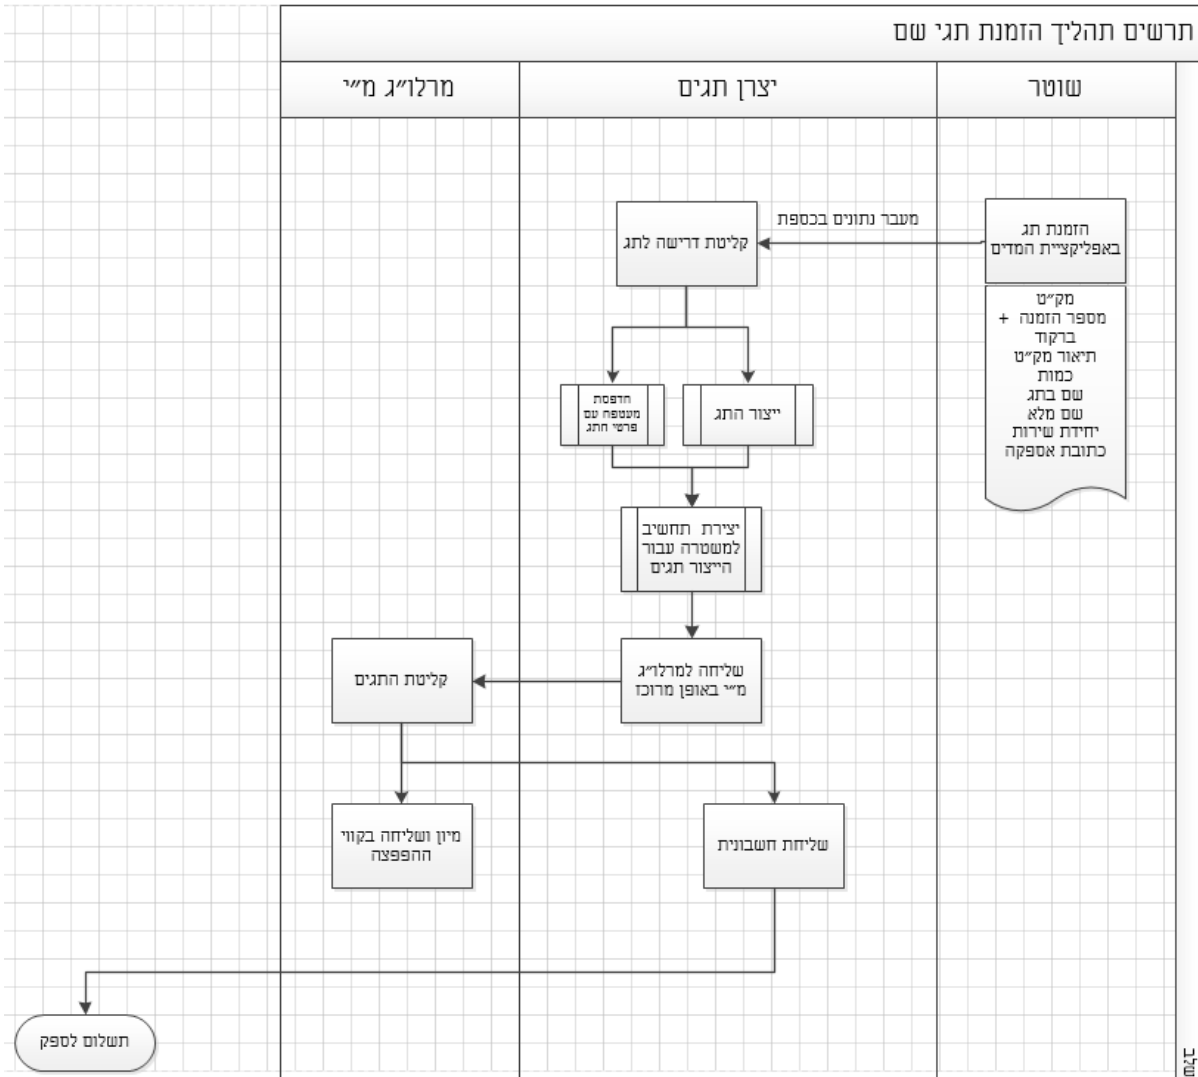 תרשים תהליך הזמנת תגי שם
שוטר
יצרן תגים
מרלו״ג מ״י
הזמנת תג
באפליקציית המדים
מעבר נתונים בכספת
קליטת דרישה לתג
מק״ט
מספר הזמנה +
ברקוד
תיאור מק״ט
כמות
שם בתג
שם מלא
יחידת שירות
כתובת אספקה
ייצור התג
הדפסת
מעטפה עם
פרטי התג
יצירת תחשיב
למשטרה עבור
הייצור תגים
שליחה למרלו״ג
מ״י באופן מרוכז
קליטת התגים
שליחת חשבונית
מיון ושליחה בקווי
ההפפצה
תשלום לספק
שלב